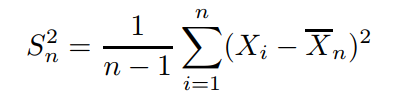 $$S_n^2 = \frac{1}{n-1} \sum_{i=1}^{n} (X_i - \overline{X}_n)^2$$